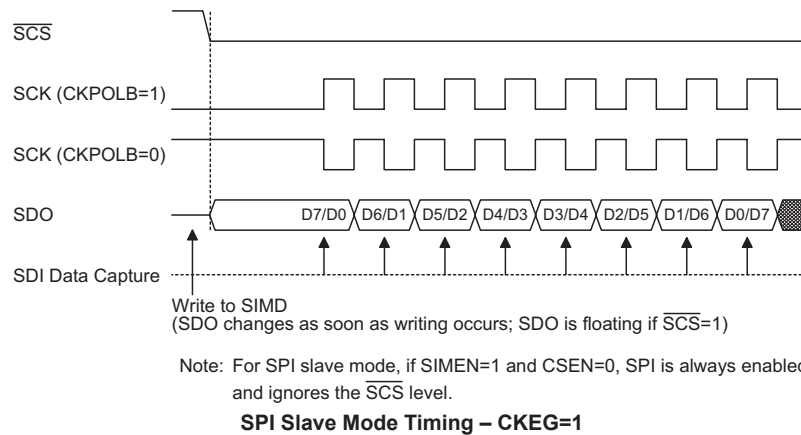 SCS
SCK (CKPOLB=1)
SCK (CKPOLB=0)
SDO
D7/D0 D6/D1 D5/D2 D4/D3 D3/D4 D2/D5 D1/D6 D0/D7
SDI Data Capture
Write to SIMD
(SDO changes as soon as writing occurs; SDO is floating if SCS=1)
Note: For SPI slave mode, if SIMEN=1 and CSEN=0, SPI is always enabled
and ignores the SCS level.
SPI Slave Mode Timing – CKEG=1